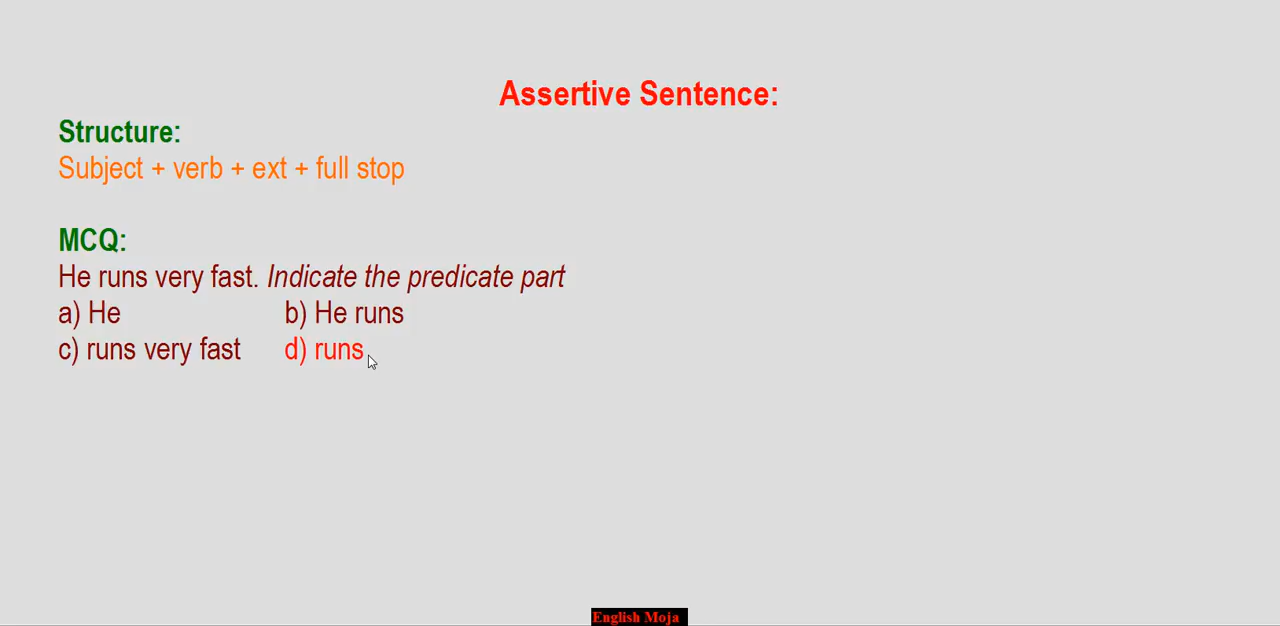 Assertive Sentence:
Structure:
Subject + verb + ext + full stop
MCQ:
He runs very fast. Indicate the predicate part
a) He b) He runs
c) runs very fast d) runs
English Moja